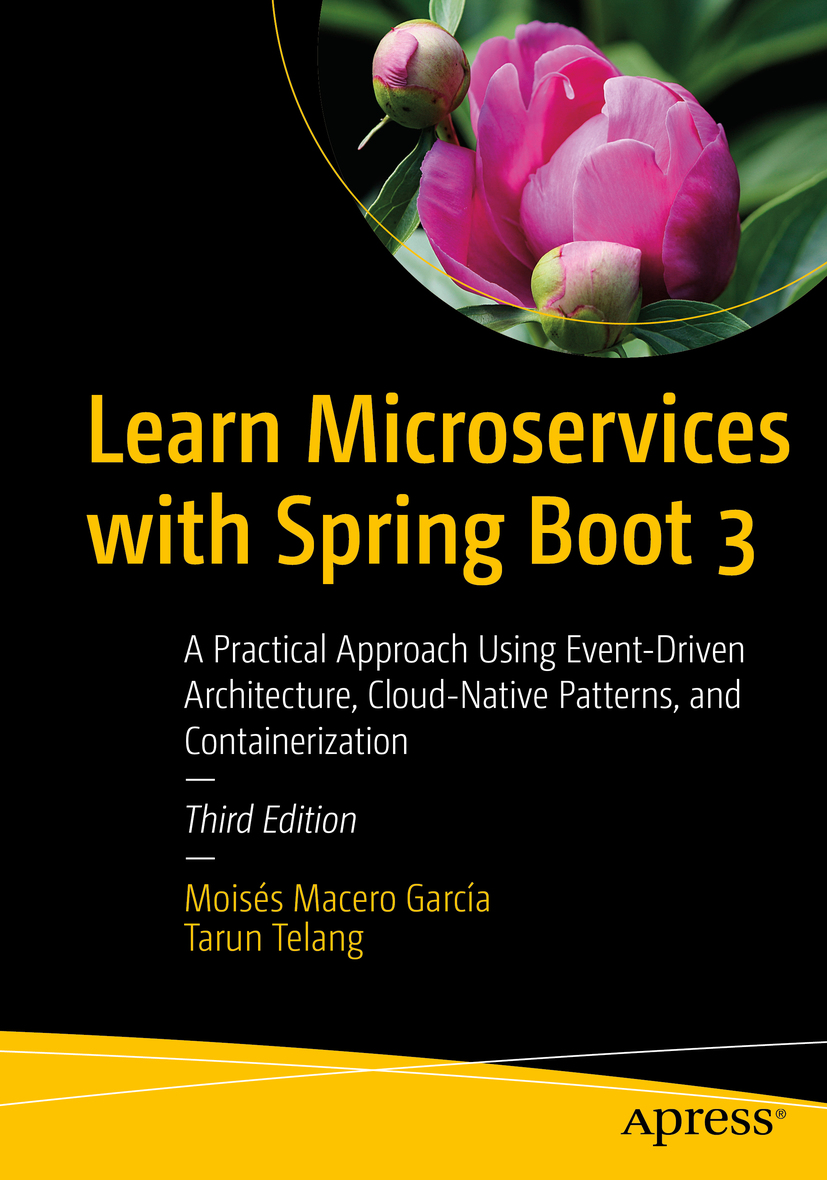 Learn Microservices
with Spring Boot 3
A Practical Approach Using Event-Driven
Architecture, Cloud-Native Patterns, and
Containerization
—
Third Edition
—
Moisés Macero García
Tarun Telang
Apress®